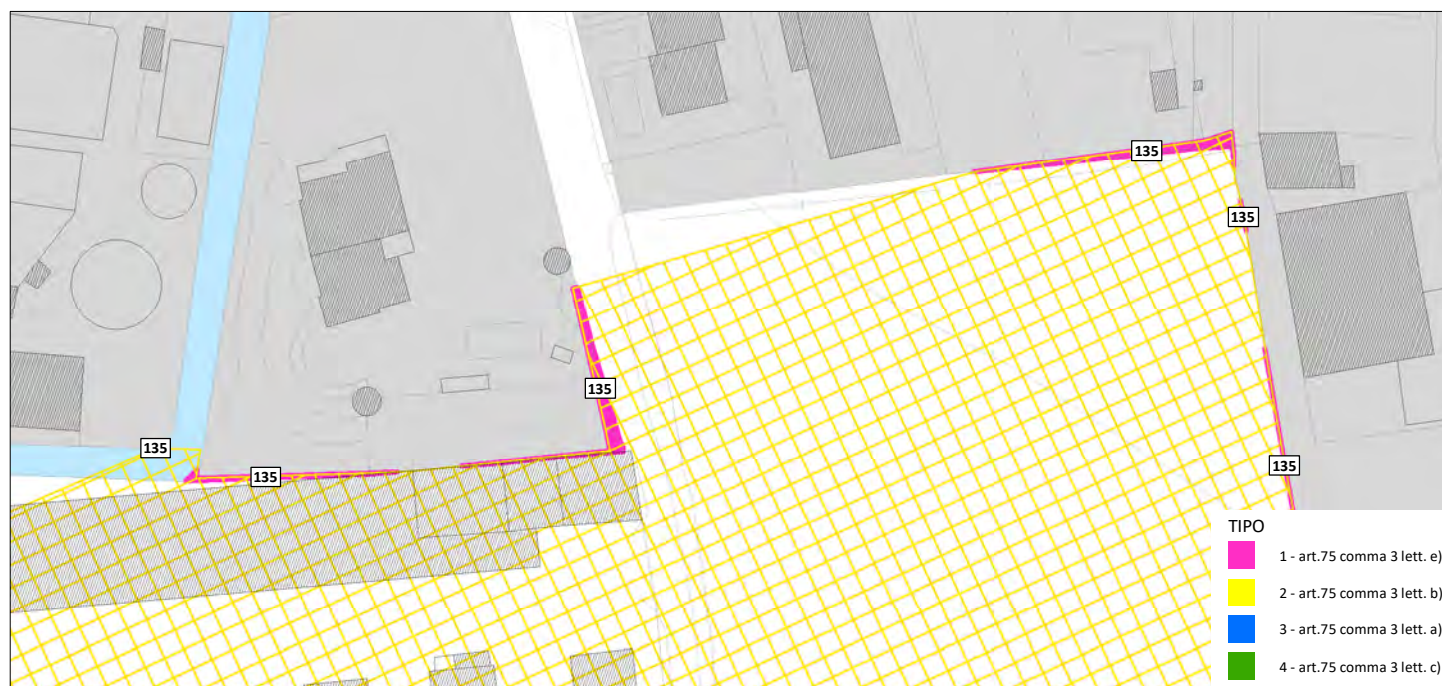 135
135
135
135
135
135
TIPO
1 - art.75 comma 3 lett. e)
2 - art.75 comma 3 lett. b)
3 - art.75 comma 3 lett. a)
4 - art.75 comma 3 lett. c)